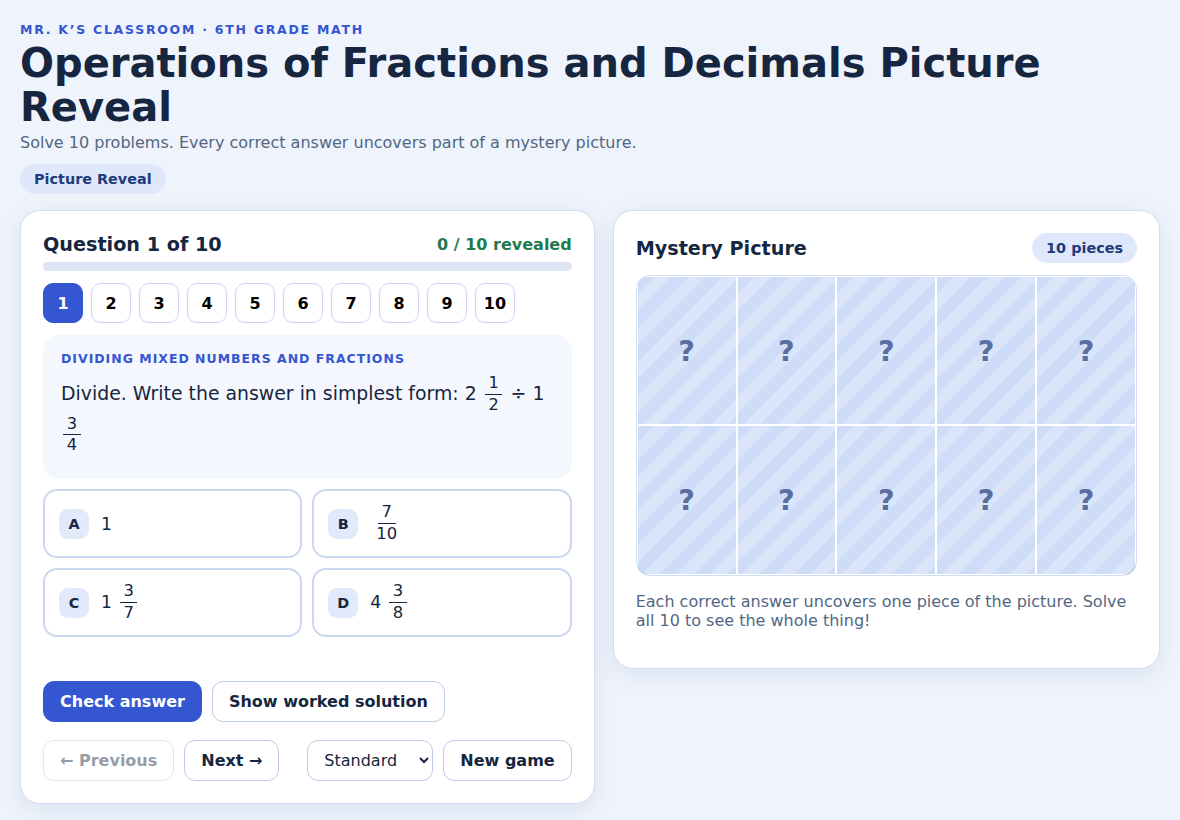 MR. K’S CLASSROOM · 6TH GRADE MATH
Operations of Fractions and Decimals Picture
Reveal
Solve 10 problems. Every correct answer uncovers part of a mystery picture.
Picture Reveal
Question 1 of 10
0 / 10 revealed
1 2 3 4 5 6 7 8 9 10
DIVIDING MIXED NUMBERS AND FRACTIONS
Divide. Write the answer in simplest form: 2 1/2 ÷ 1
3/4
A 1
B 7/10
C 1 3/7
D 4 3/8
Check answer
Show worked solution
← Previous
Next →
Standard
New game
Mystery Picture
10 pieces
? ? ? ? ?
? ? ? ? ?
Each correct answer uncovers one piece of the picture. Solve
all 10 to see the whole thing!